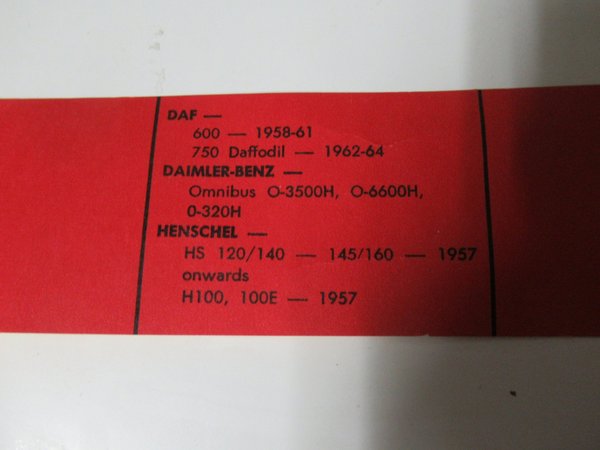 DAF —
600 — 1958-61
750 Daffodil — 1962-64
DAIMLER-BENZ —
Omnibus O-3500H, O-6600H,
0-320H
HENSCHEL —
HS 120/140 — 145/160 — 1957
onwards
H100, 100E — 1957